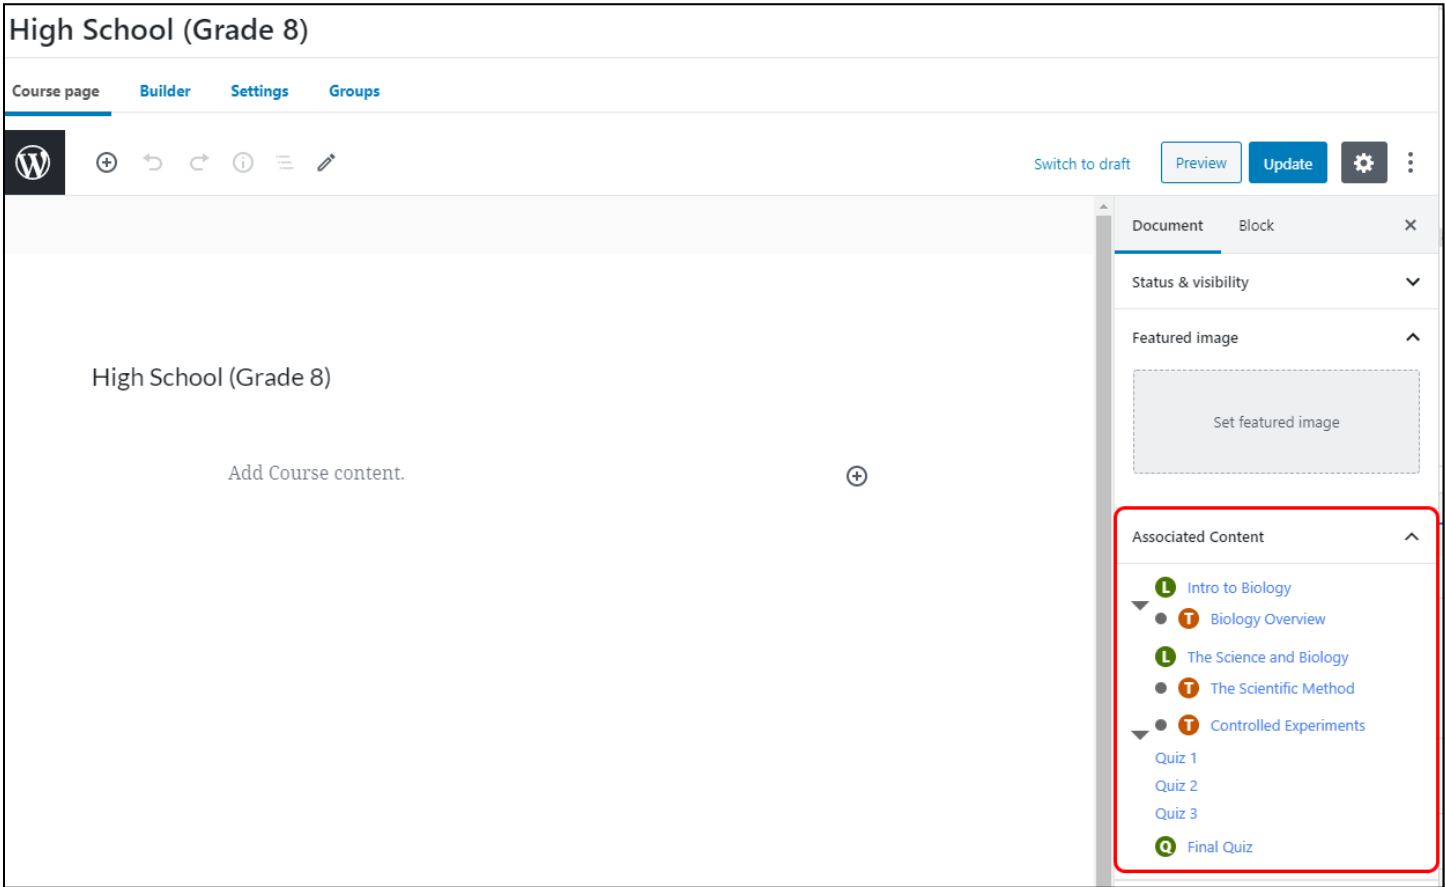 High School (Grade 8)
Course page Builder Settings Groups
Switch to draft Preview Update
Document Block
Status & visibility
Featured image
Set featured image
High School (Grade 8)
Add Course content.
Associated Content
L Intro to Biology
T Biology Overview
L The Science and Biology
T The Scientific Method
T Controlled Experiments
Quiz 1
Quiz 2
Quiz 3
Q Final Quiz